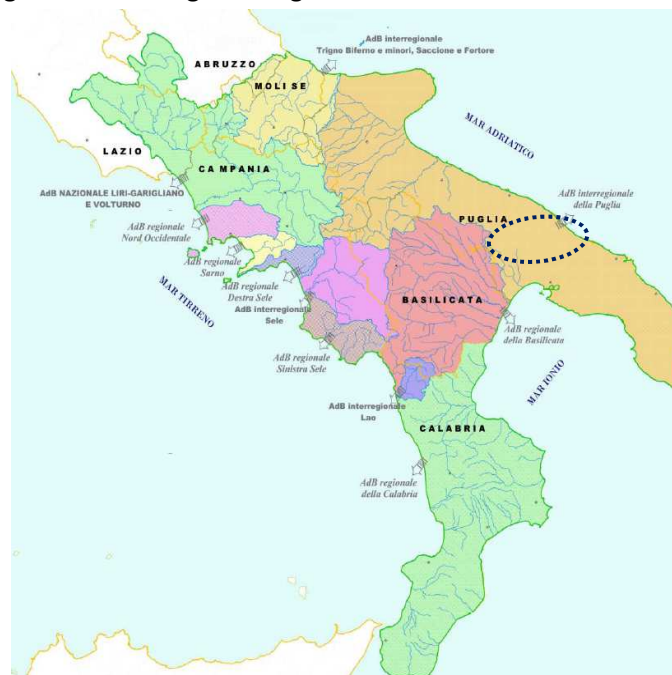 AdB interregionale
Trigno Biferno e minori, Saccione e Fortore
ABRUZZO
MOLISE
LAZIO
MAR ADRIATICO
CAMPANIA
AdB NAZIONALE LIRI-GARIGLIANO
E VOLTURNO
AdB interregionale
della Puglia
PUGLIA
AdB regionale
Nord Occidentale
AdB regionale
Sarno
MAR TIRRENO
AdB regionale
Destra Sele
BASILICATA
AdB interregionale
Sele
AdB regionale
della Basilicata
AdB regionale
Sinistra Sele
MAR IONIO
AdB interregionale
Lao
CALABRIA
AdB regionale
della Calabria